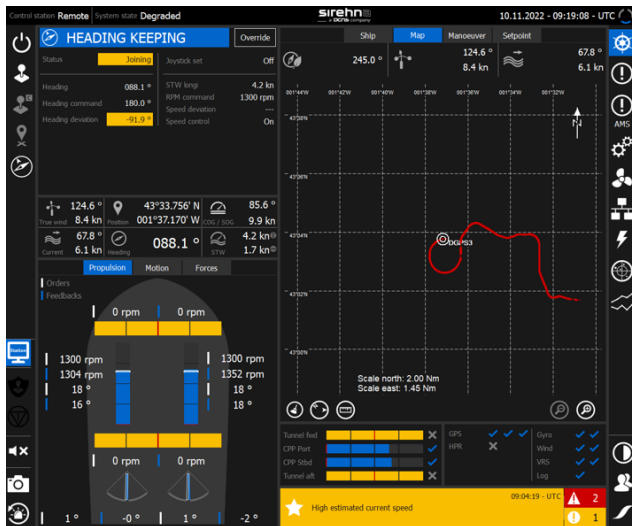 Control station Remote System state Degraded
sirehn
a DCNS company
10.11.2022 - 09:19:08 - UTC
HEADING KEEPING
Override
Status Joining
Joystick set Off
Heading 088.1 °
STW longi 4.2 kn
Heading command 180.0 °
RPM command 1300 rpm
Heading deviation -91.9 °
Speed deviation ---
Speed control On
124.6 °
43°33.756' N
85.6 °
True wind 8.4 kn
Position 001°37.170' W
COG / SOG 9.9 kn
67.8 °
4.2 kn
Current 6.1 kn
Heading 088.1 °
STW 1.7 kn
Propulsion Motion Forces
Orders
Feedbacks
0 rpm 0 rpm
1300 rpm 1300 rpm
1304 rpm 1352 rpm
18 ° 18 °
16 ° 18 °
0 rpm 0 rpm
1 ° -0 ° 1 ° -2 °
Ship Map Manoeuver Setpoint
245.0 °
124.6 °
8.4 kn
67.8 °
6.1 kn
001°44'W 001°42'W 001°40'W 001°38'W 001°36'W 001°34'W 001°32'W
43°38'N
N
43°36'N
43°34'N
DGPS3
43°32'N
43°30'N
Scale north: 2.00 Nm
Scale east: 1.45 Nm
Tunnel fwd
CPP Port
CPP Stbd
Tunnel aft
GPS
HPR
Gyro
Wind
VRS
Log
09:04:19 - UTC
High estimated current speed
2
1
AMS
Station